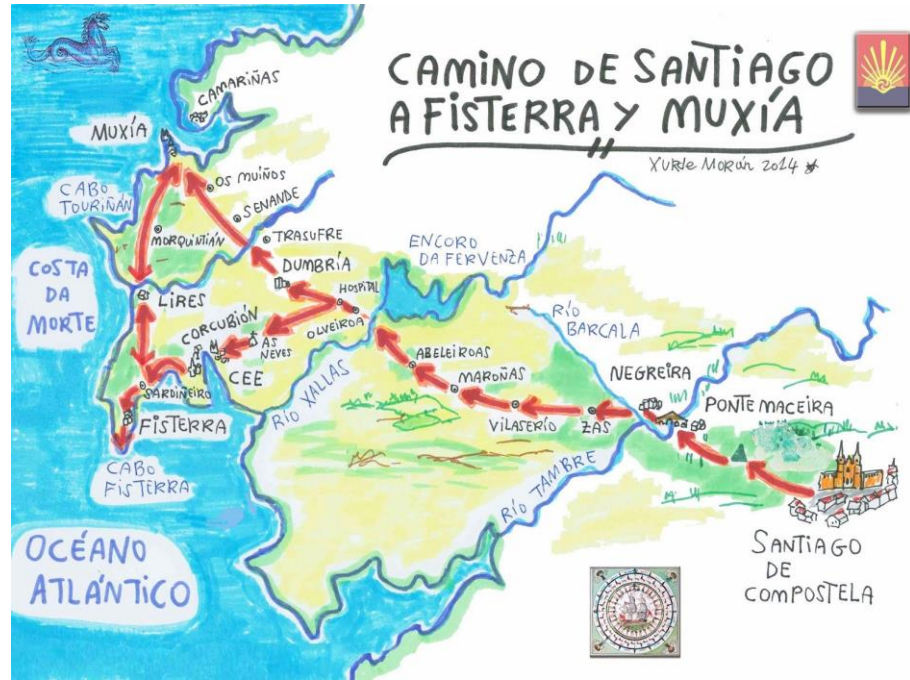 CAMINO DE SANTIAGO
A FISTERRA Y MUXÍA
XURDE MORÁN 2014
CAMARIÑAS
MUXÍA
OS MUIÑOS
CABO
TOURIÑÁN
SENANDE
MORQUINTIÁN
TRASUFRE
ENCORO
DA FERVENZA
DUMBRÍA
COSTA
DA
MORTE
LIRES
HOSPITAL
OLVEIROA
RÍO
BARCALA
CORCUBIÓN
AS
NEVES
CEE
ABELEIROAS
MAROÑAS
NEGREIRA
RÍO XALLAS
SARDIÑEIRO
PONTE MACEIRA
VILASERÍO
ZAS
FISTERRA
CABO
FISTERRA
RÍO TAMBRE
OCÉANO
ATLÁNTICO
SANTIAGO
DE
COMPOSTELA